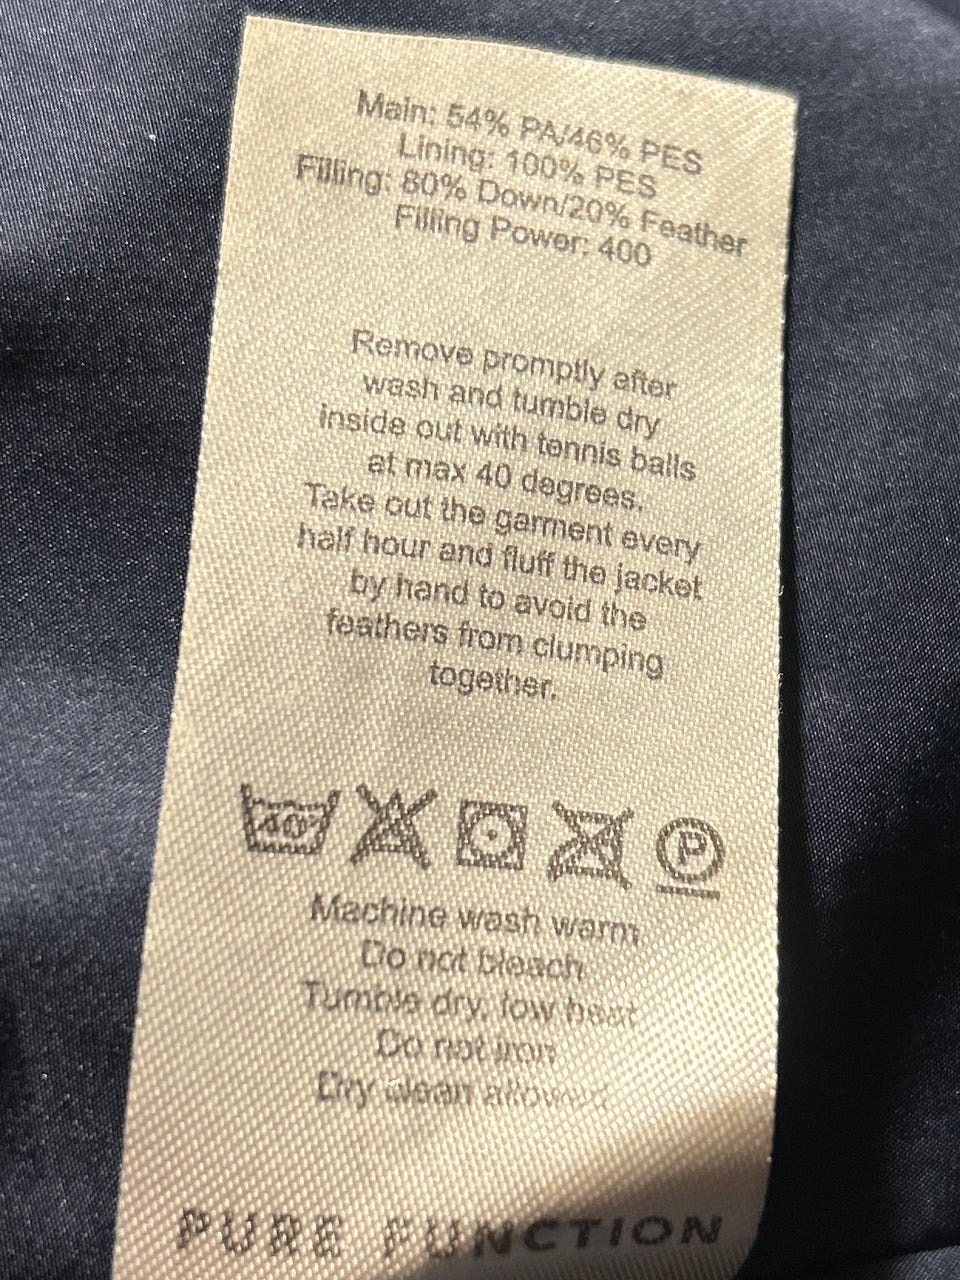 Main: 54% PA/46% PES
Lining: 100% PES
Filling: 80% Down/20% Feather
Filling Power: 400
Remove promptly after
wash and tumble dry
inside out with tennis balls
at max 40 degrees.
Take out the garment every
half hour and fluff the jacket
by hand to avoid the
feathers from clumping
together.
40° P
Machine wash warm
Do not bleach
Tumble dry, low heat
Do not iron
Dry clean allowed
PURE FUNCTION